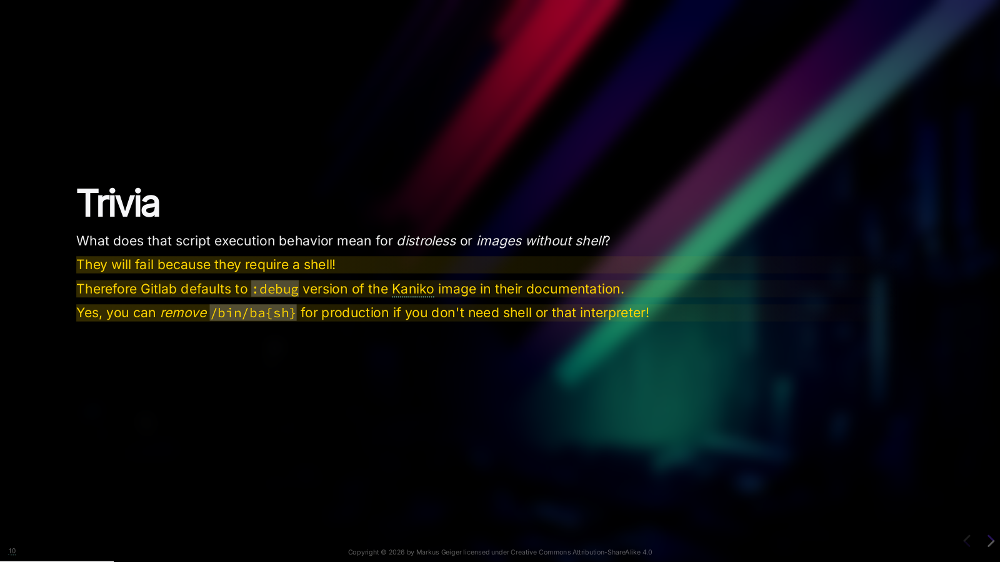 Trivia
What does that script execution behavior mean for distroless or images without shell?
They will fail because they require a shell!
Therefore Gitlab defaults to :debug version of the Kaniko image in their documentation.
Yes, you can remove /bin/ba{sh} for production if you don't need shell or that interpreter!
10
Copyright © 2026 by Markus Geiger licensed under Creative Commons Attribution-ShareAlike 4.0